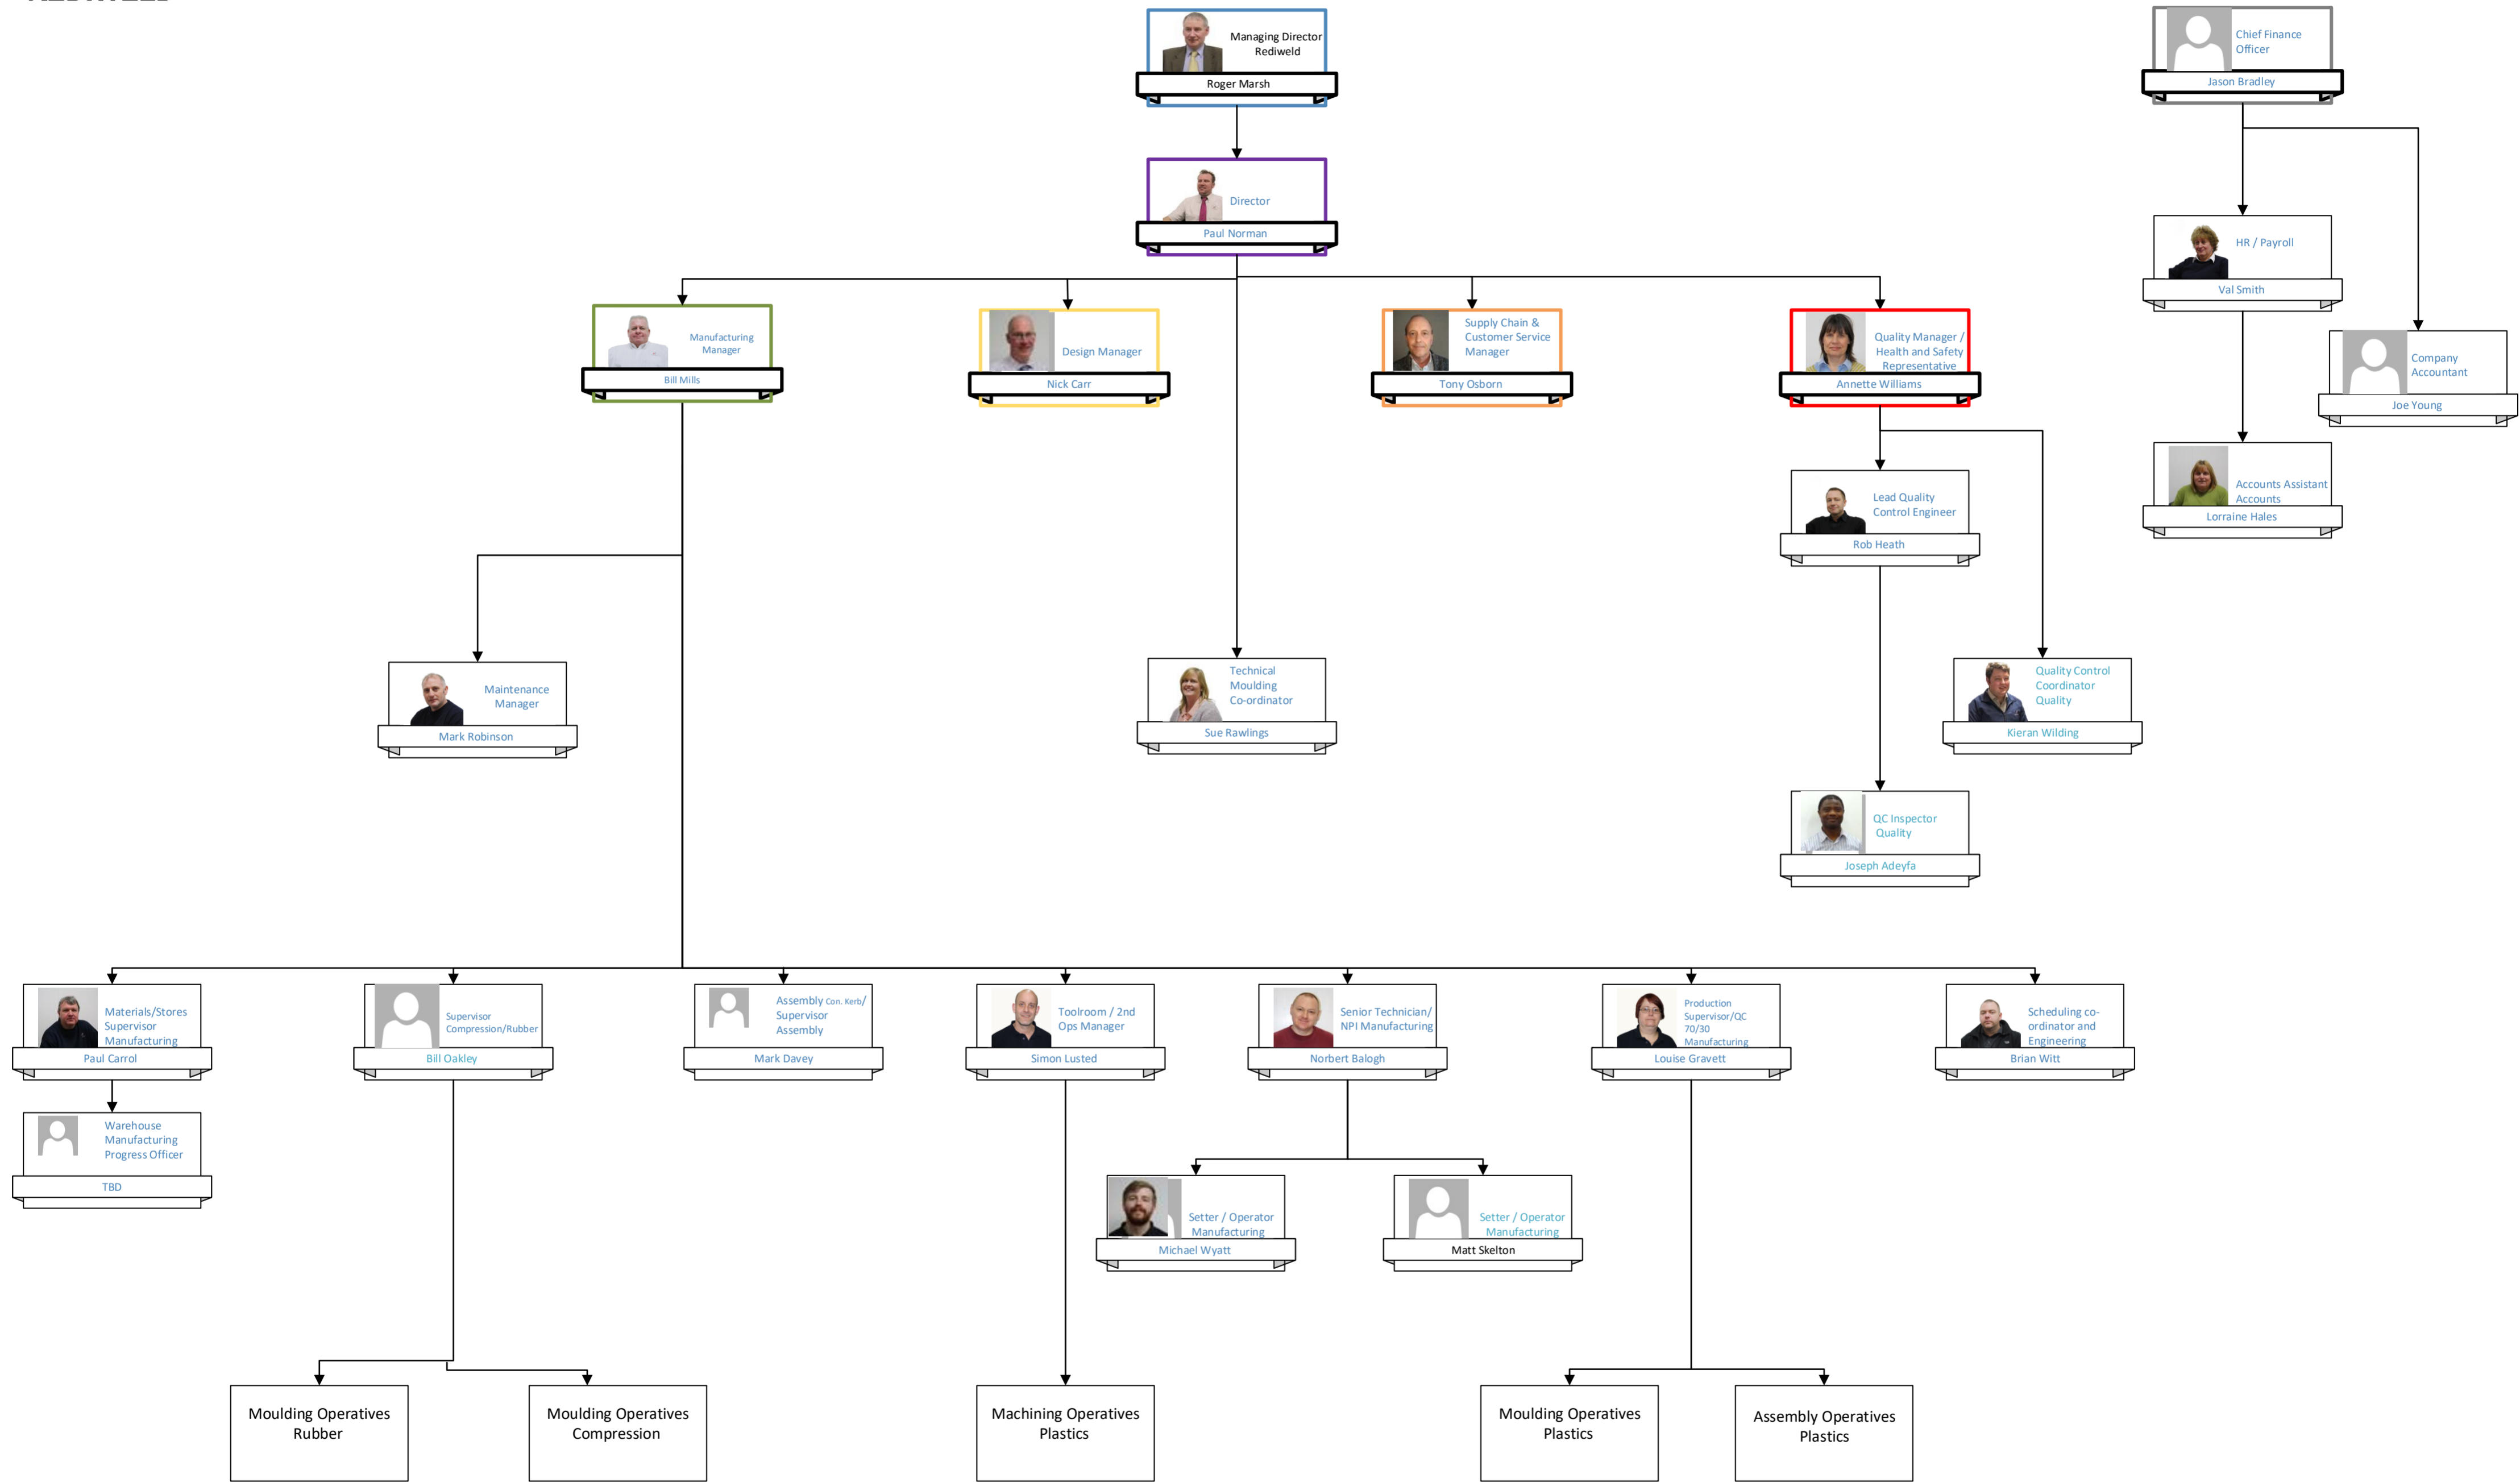 Managing Director
Rediweld
Roger Marsh
Chief Finance
Officer
Jason Bradley
Director
Paul Norman
HR / Payroll
Val Smith
Manufacturing
Manager
Bill Mills
Design Manager
Nick Carr
Supply Chain &
Customer Service
Manager
Tony Osborn
Quality Manager /
Health and Safety
Representative
Annette Williams
Company
Accountant
Joe Young
Lead Quality
Control Engineer
Rob Heath
Accounts Assistant
Accounts
Lorraine Hales
Maintenance
Manager
Mark Robinson
Technical
Moulding
Co-ordinator
Sue Rawlings
Quality Control
Coordinator
Quality
Kieran Wilding
QC Inspector
Quality
Joseph Adeyfa
Materials/Stores
Supervisor
Manufacturing
Paul Carrol
Supervisor
Compression/Rubber
Bill Oakley
Assembly Con. Kerb/
Supervisor
Assembly
Mark Davey
Toolroom / 2nd
Ops Manager
Simon Lusted
Senior Technician/
NPI Manufacturing
Norbert Balogh
Production
Supervisor/QC
70/30
Manufacturing
Louise Gravett
Scheduling co-
ordinator and
Engineering
Brian Witt
Warehouse
Manufacturing
Progress Officer
TBD
Setter / Operator
Manufacturing
Michael Wyatt
Setter / Operator
Manufacturing
Matt Skelton
Moulding Operatives
Rubber
Moulding Operatives
Compression
Machining Operatives
Plastics
Moulding Operatives
Plastics
Assembly Operatives
Plastics